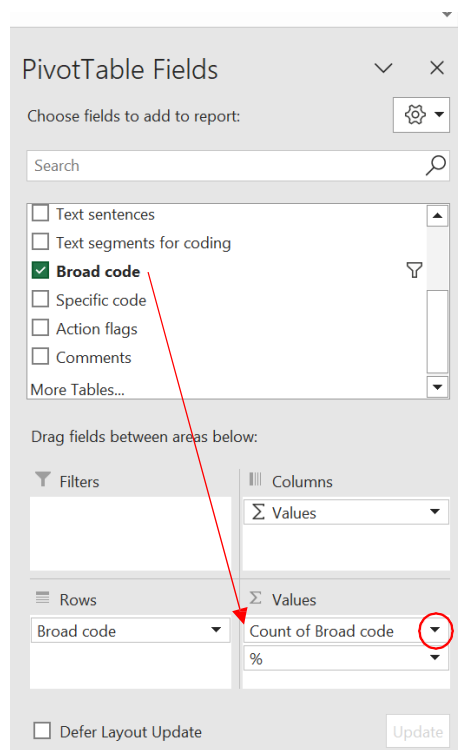 PivotTable Fields
Choose fields to add to report:
Search
Text sentences
Text segments for coding
Broad code
Specific code
Action flags
Comments
More Tables...
Drag fields between areas below:
Filters
Columns
Σ Values
Rows
Σ Values
Broad code
Count of Broad code
%
Defer Layout Update
Update